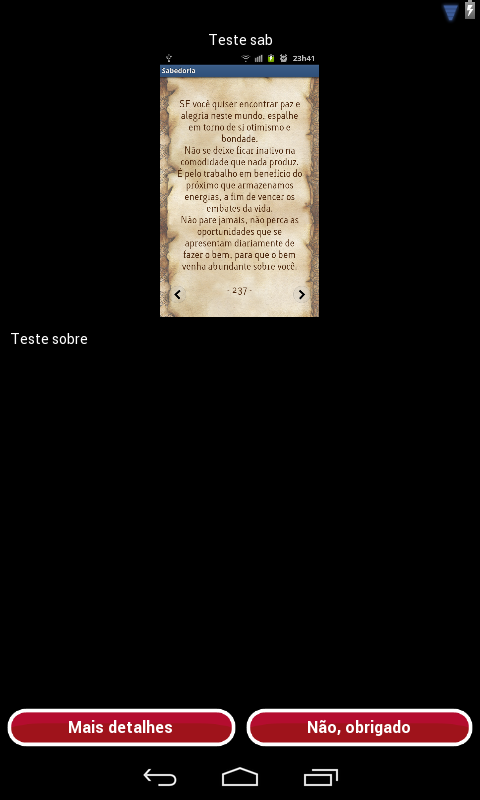 Teste sab
23h41
Sabedoria
SE você quiser encontrar paz e
alegria neste mundo, espalhe
em torno de si otimismo e
bondade.
Não se deixe ficar inativo na
comodidade que nada produz.
É pelo trabalho em benefício do
próximo que armazenamos
energias, a fim de vencer os
embates da vida.
Não pare jamais, não perca as
oportunidades que se
apresentam diariamente de
fazer o bem, para que o bem
venha abundante sobre você.
- 237 -
Teste sobre
Mais detalhes
Não, obrigado